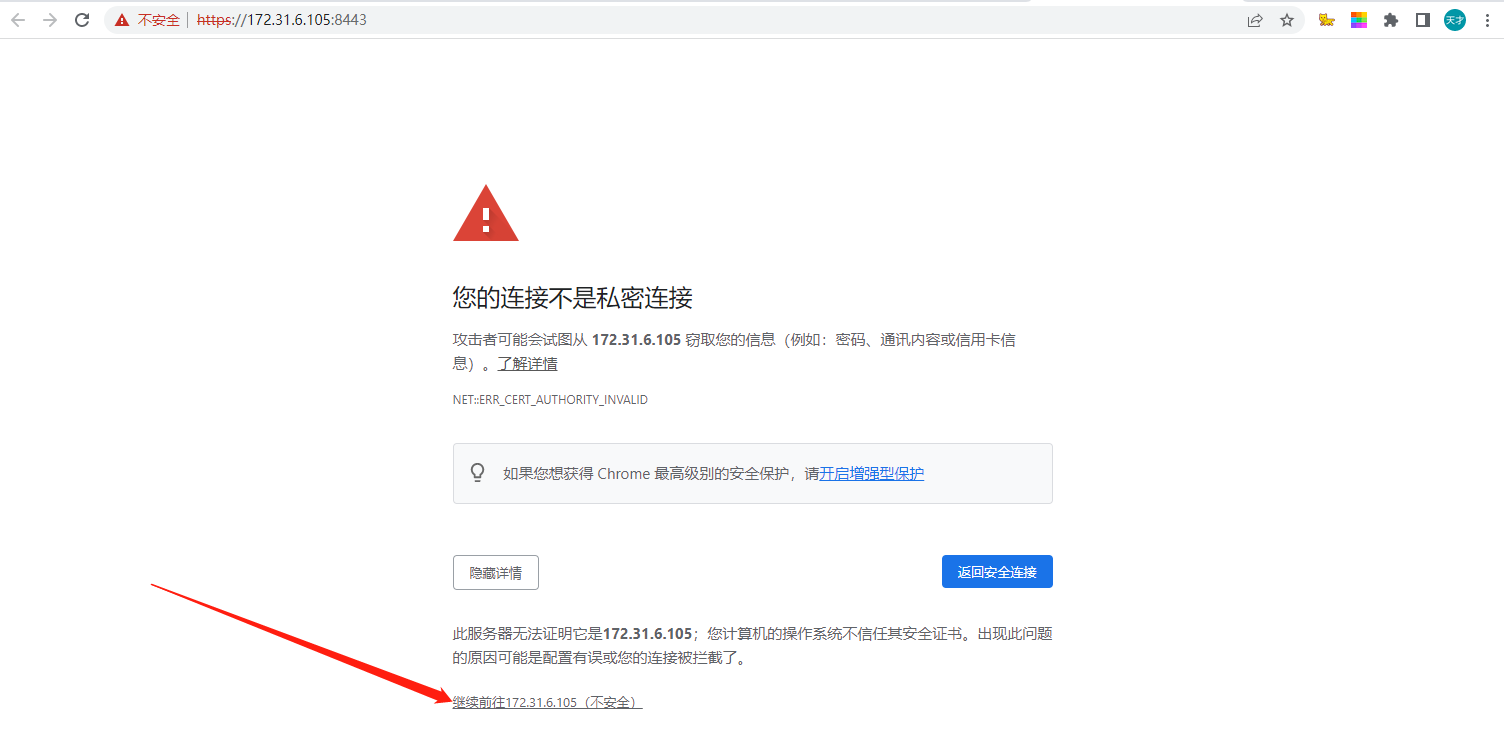 不安全 https://172.31.6.105:8443
天才
您的连接不是私密连接
攻击者可能会试图从 172.31.6.105 窃取您的信息（例如：密码、通讯内容或信用卡信
息）。了解详情
NET::ERR_CERT_AUTHORITY_INVALID
如果您想获得 Chrome 最高级别的安全保护，请开启增强型保护
隐藏详情
返回安全连接
此服务器无法证明它是172.31.6.105；您计算机的操作系统不信任其安全证书。出现此问题
的原因可能是配置有误或您的连接被拦截了。
继续前往172.31.6.105（不安全）